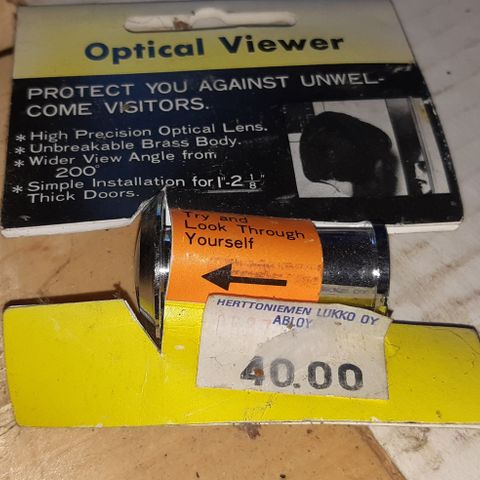 Optical Viewer
PROTECT YOU AGAINST UNWEL-
COME VISITORS.
* High Precision Optical Lens.
* Unbreakable Brass Body.
* Wider View Angle from
200°
* Simple Installation for 1"-2 1/8"
Thick Doors.
Try and
Look Through
Yourself
HERTTONIEMEN LUKKO OY
ABLOY
40.00